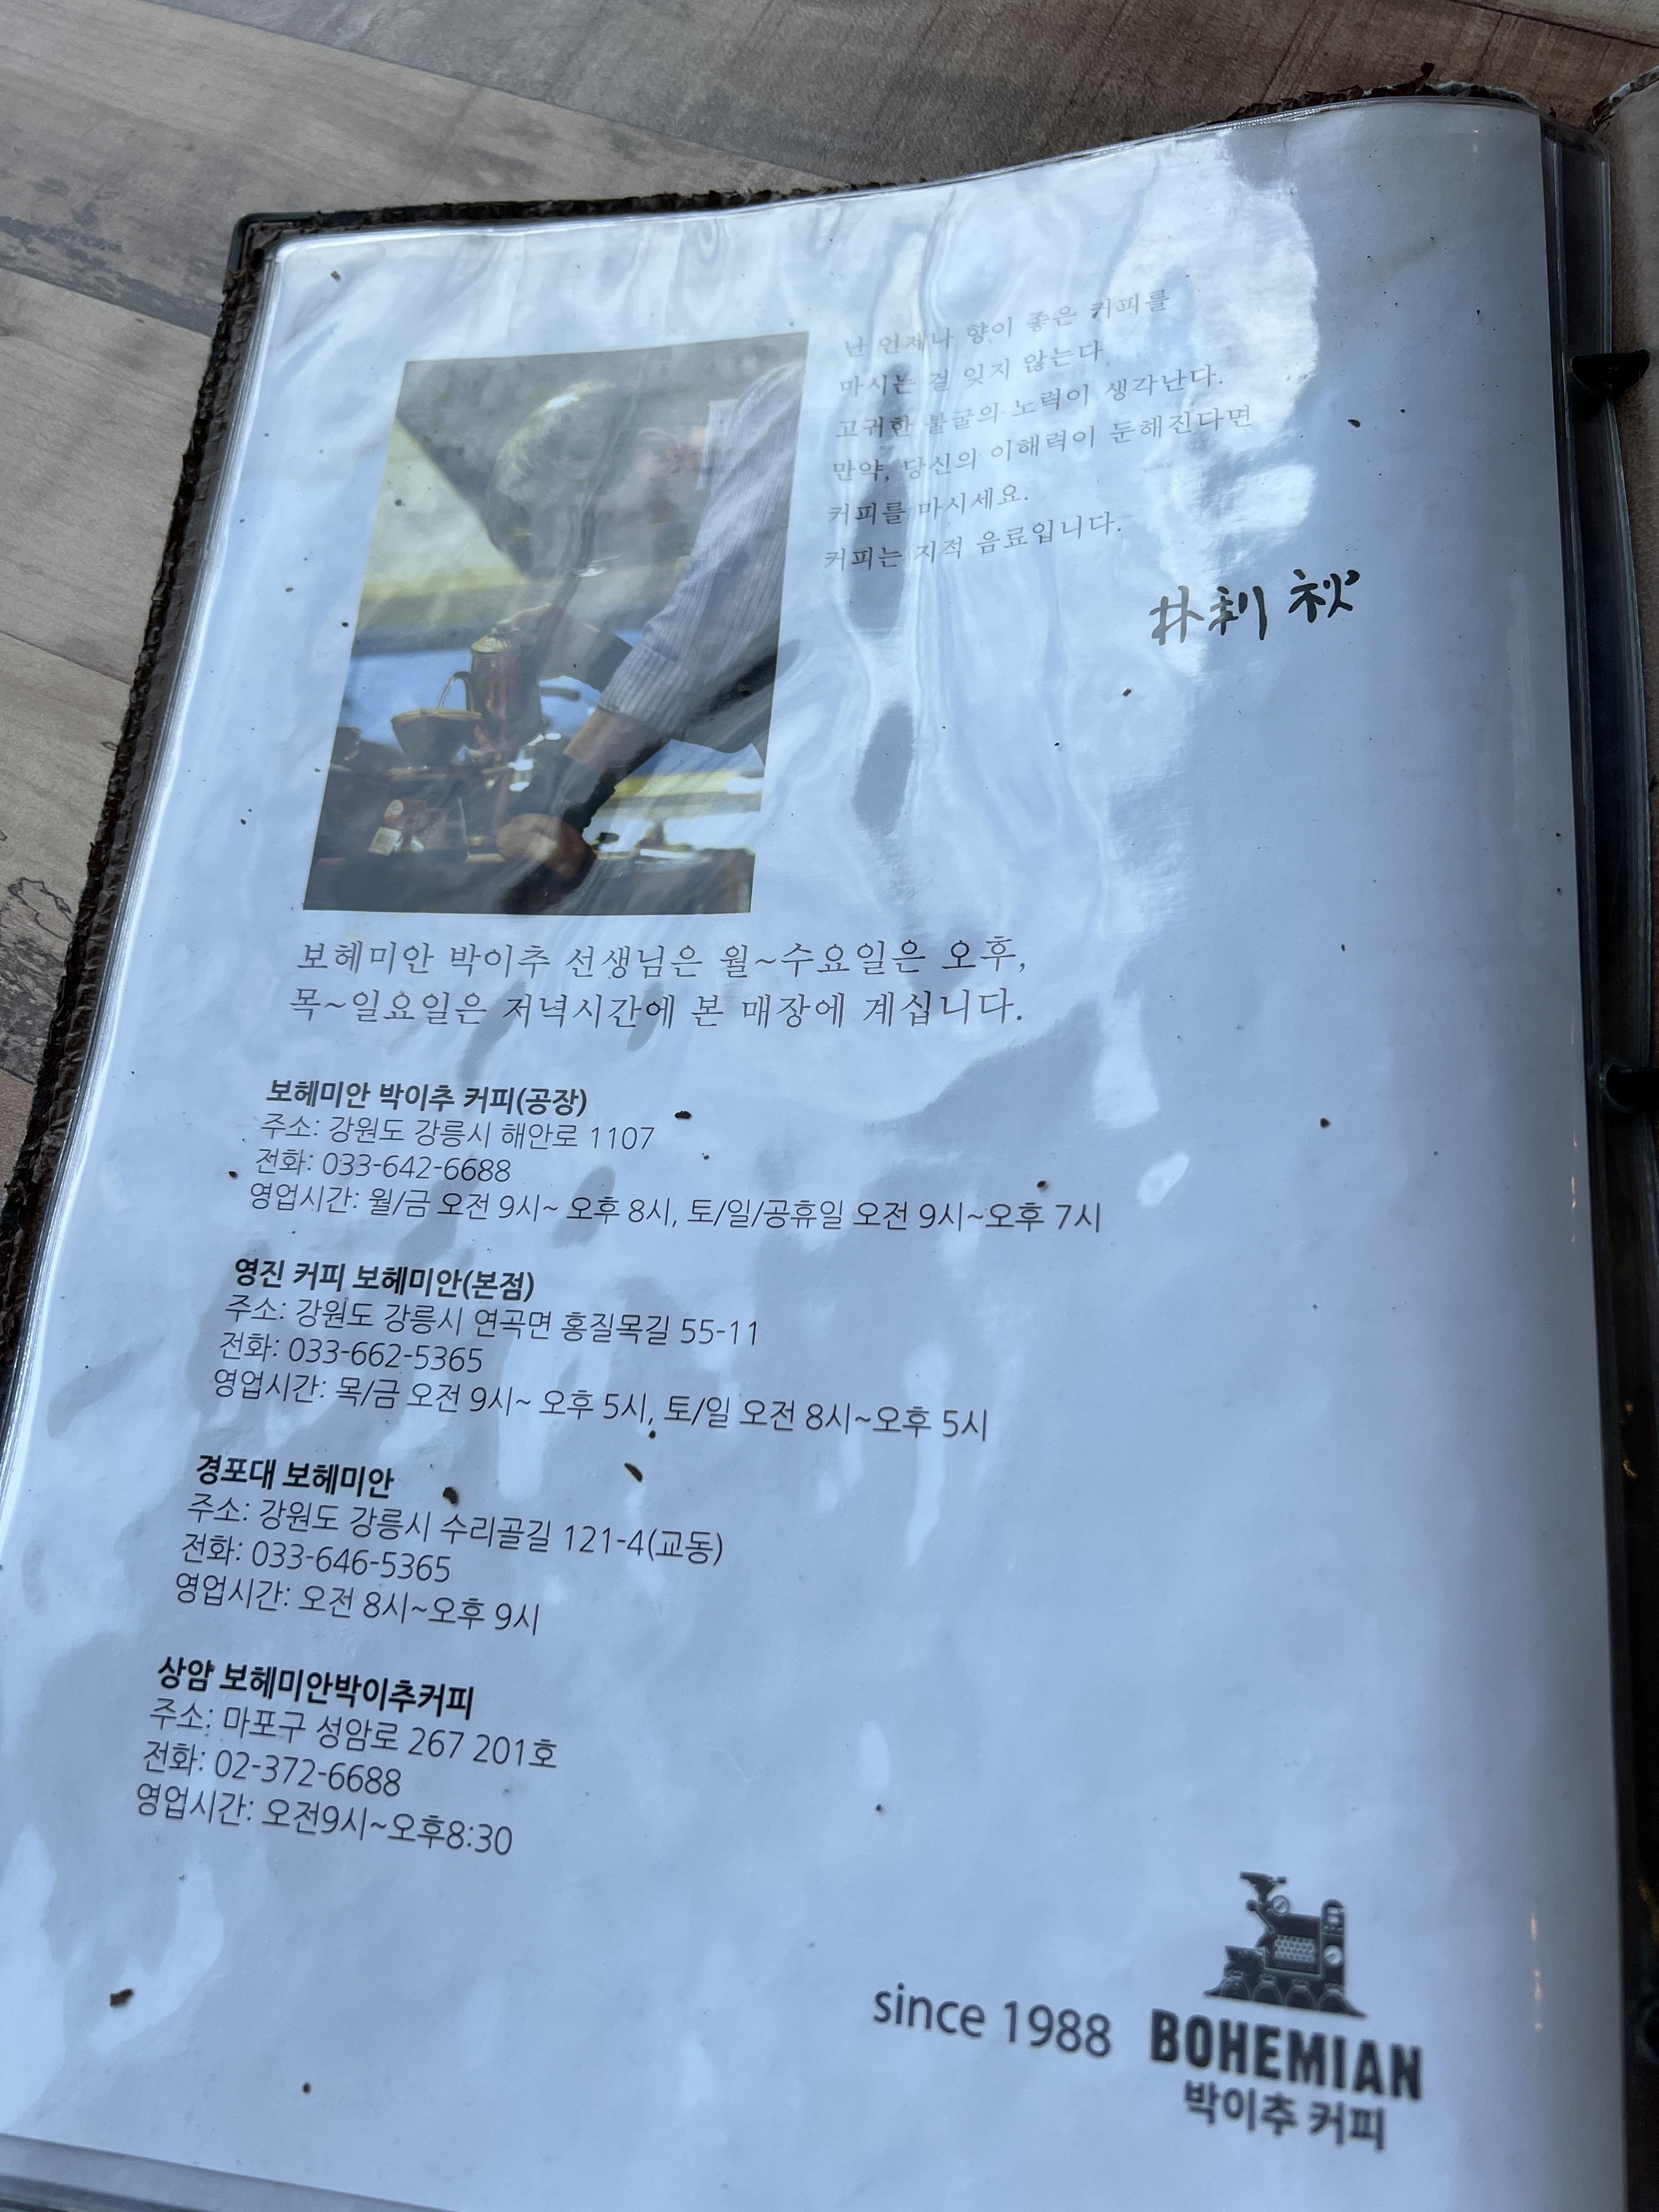 난 언제나 향이 좋은 커피를
마시는 걸 잊지 않는다
고귀한 불굴의 노력이 생각난다.
만약, 당신의 이해력이 둔해진다면
커피를 마시세요.
커피는 지적 음료입니다.
朴利秋
보헤미안 박이추 선생님은 월~수요일은 오후,
목~일요일은 저녁시간에 본 매장에 계십니다.
보헤미안 박이추 커피(공장)
주소: 강원도 강릉시 해안로 1107
전화: 033-642-6688
영업시간: 월/금 오전 9시~ 오후 8시, 토/일/공휴일 오전 9시~오후 7시
영진 커피 보헤미안(본점)
주소: 강원도 강릉시 연곡면 홍질목길 55-11
전화: 033-662-5365
영업시간: 목/금 오전 9시~ 오후 5시, 토/일 오전 8시~오후 5시
경포대 보헤미안
주소: 강원도 강릉시 수리골길 121-4(교동)
전화: 033-646-5365
영업시간: 오전 8시~오후 9시
상암 보헤미안박이추커피
주소: 마포구 성암로 267 201호
전화: 02-372-6688
영업시간: 오전9시~오후8:30
since 1988
BOHEMIAN
박이추 커피